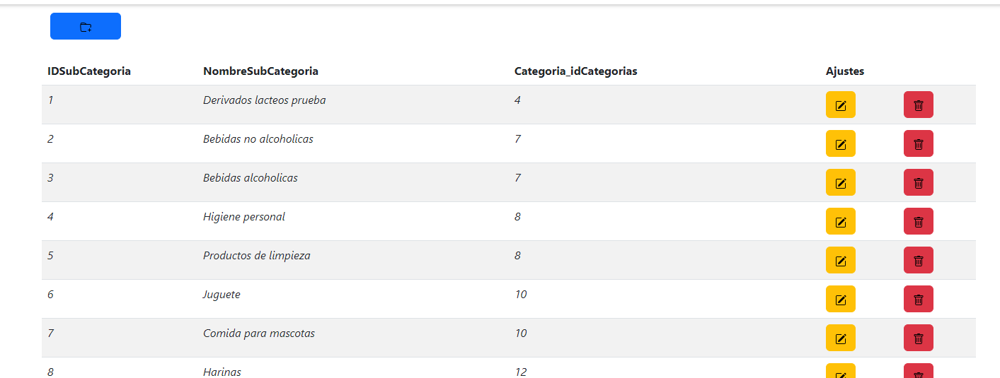 IDSubCategoria NombreSubCategoria Categoria_idCategorias Ajustes
1 Derivados lacteos prueba 4
2 Bebidas no alcoholicas 7
3 Bebidas alcoholicas 7
4 Higiene personal 8
5 Productos de limpieza 8
6 Juguete 10
7 Comida para mascotas 10
8 Harinas 12